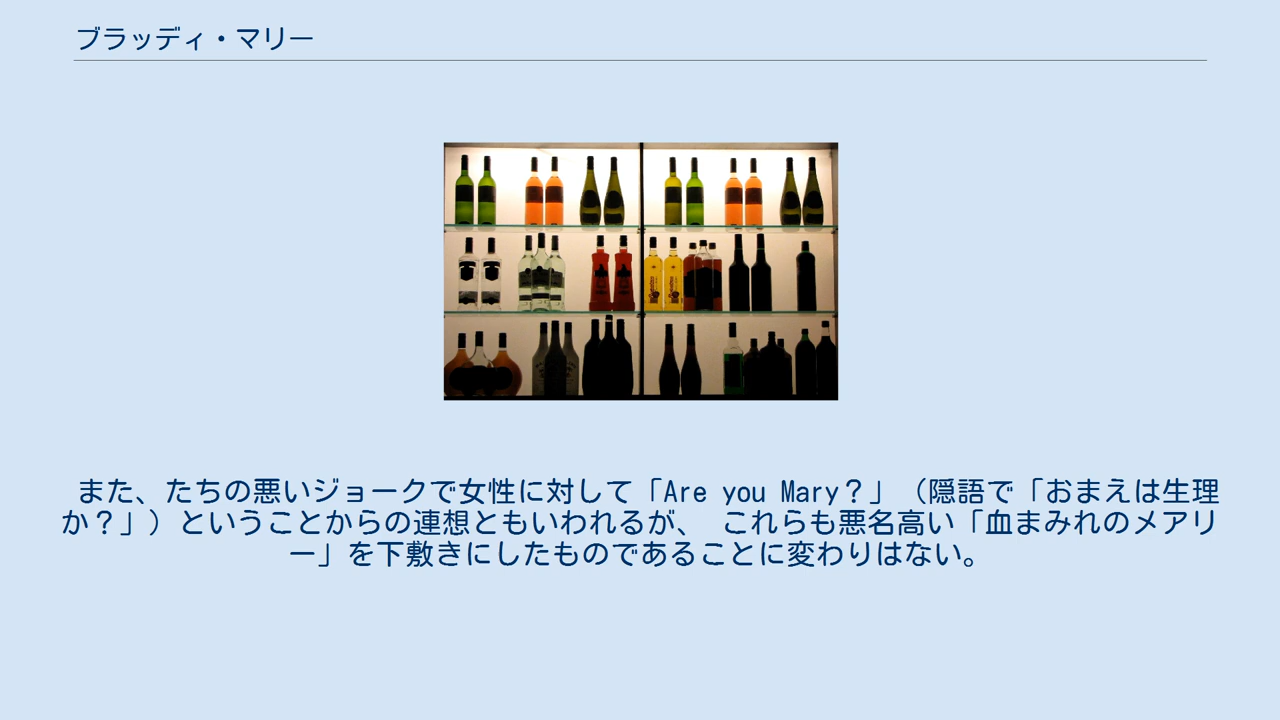 ブラッディ・マリー
また、たちの悪いジョークで女性に対して「Are you Mary？」（隠語で「おまえは生理
か？」）ということからの連想ともいわれるが、 これらも悪名高い「血まみれのメアリ
ー」を下敷きにしたものであることに変わりはない。